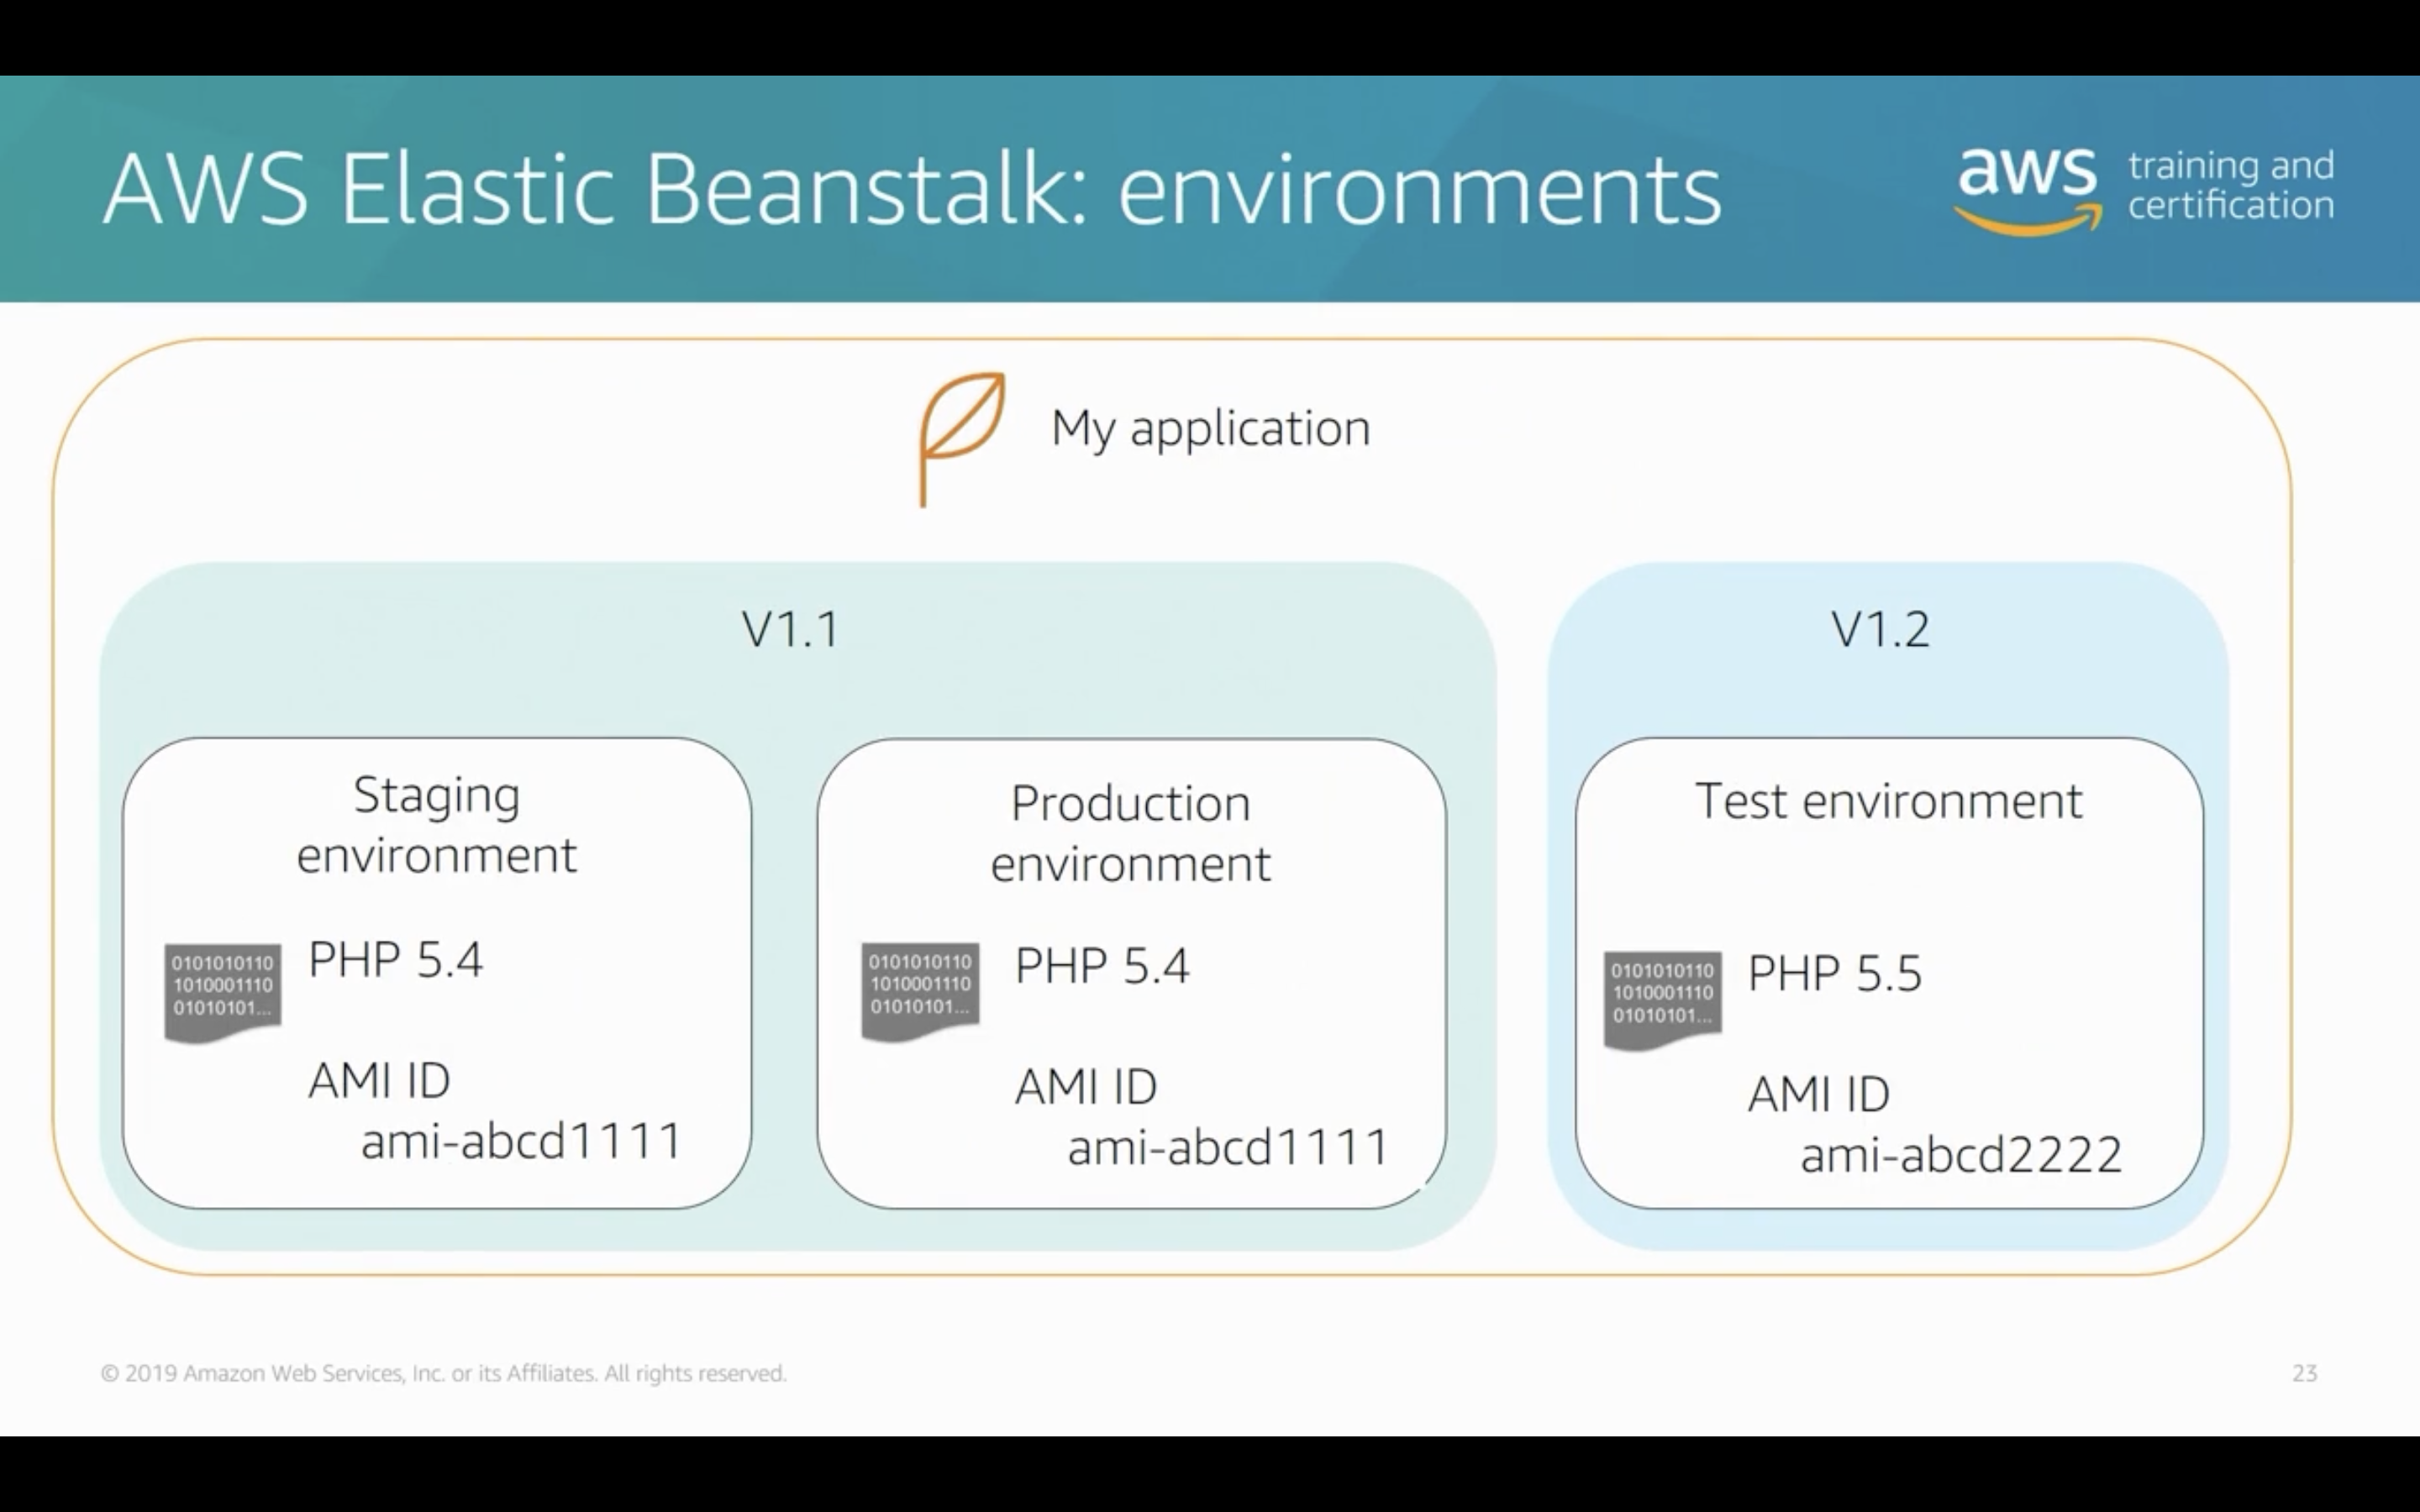 AWS Elastic Beanstalk: environments
aws
training and
certification
My application
V1.1
Staging
environment
0101010110
1010001110
01010101...
PHP 5.4
AMI ID
ami-abcd1111
Production
environment
0101010110
1010001110
01010101...
PHP 5.4
AMI ID
ami-abcd1111
V1.2
Test environment
0101010110
1010001110
01010101...
PHP 5.5
AMI ID
ami-abcd2222
© 2019 Amazon Web Services, Inc. or its Affiliates. All rights reserved.
23